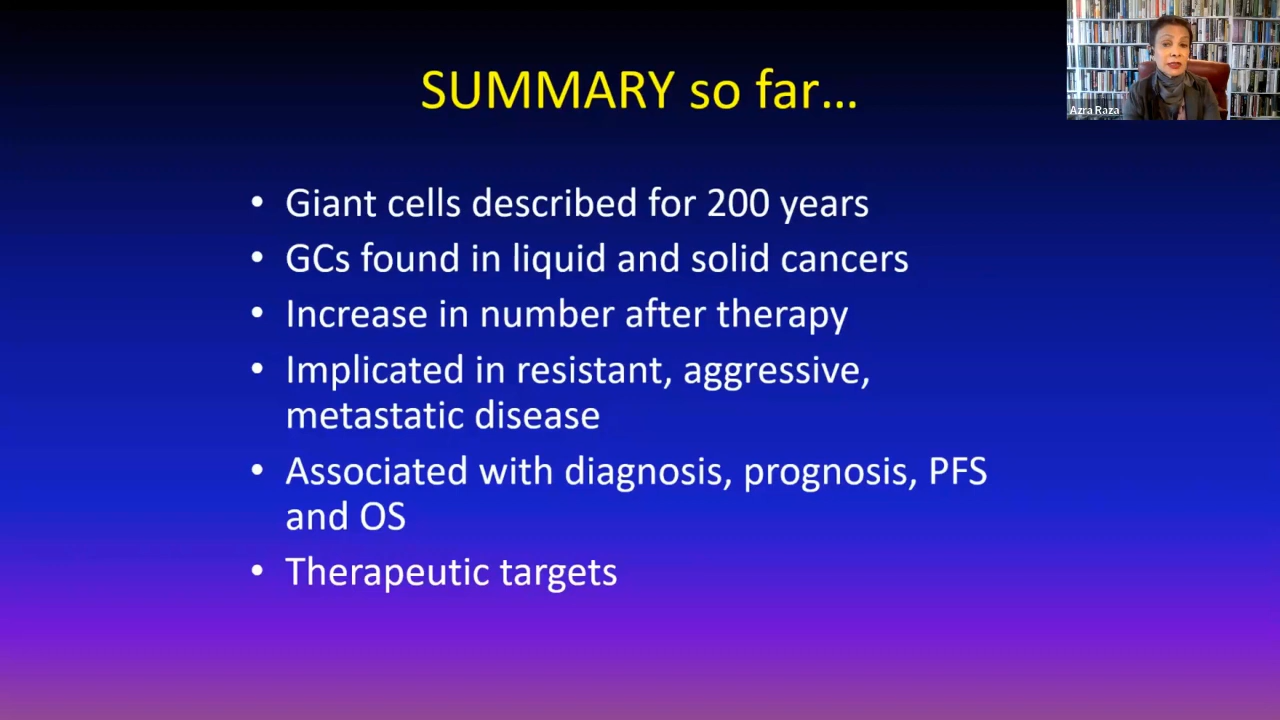 Azra Raza
SUMMARY so far...
• Giant cells described for 200 years
• GCs found in liquid and solid cancers
• Increase in number after therapy
• Implicated in resistant, aggressive,
metastatic disease
• Associated with diagnosis, prognosis, PFS
and OS
• Therapeutic targets